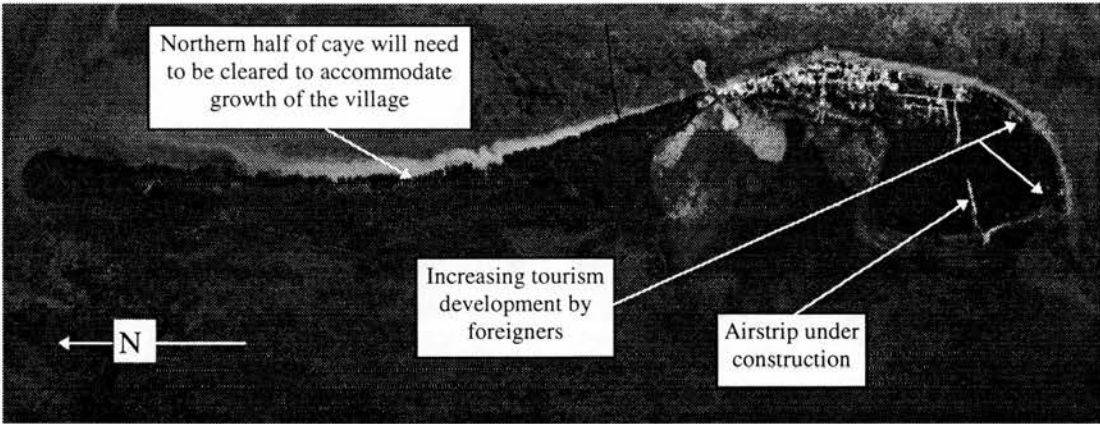 Northern half of caye will need
to be cleared to accommodate
growth of the village
Increasing tourism
development by
foreigners
Airstrip under
construction
N